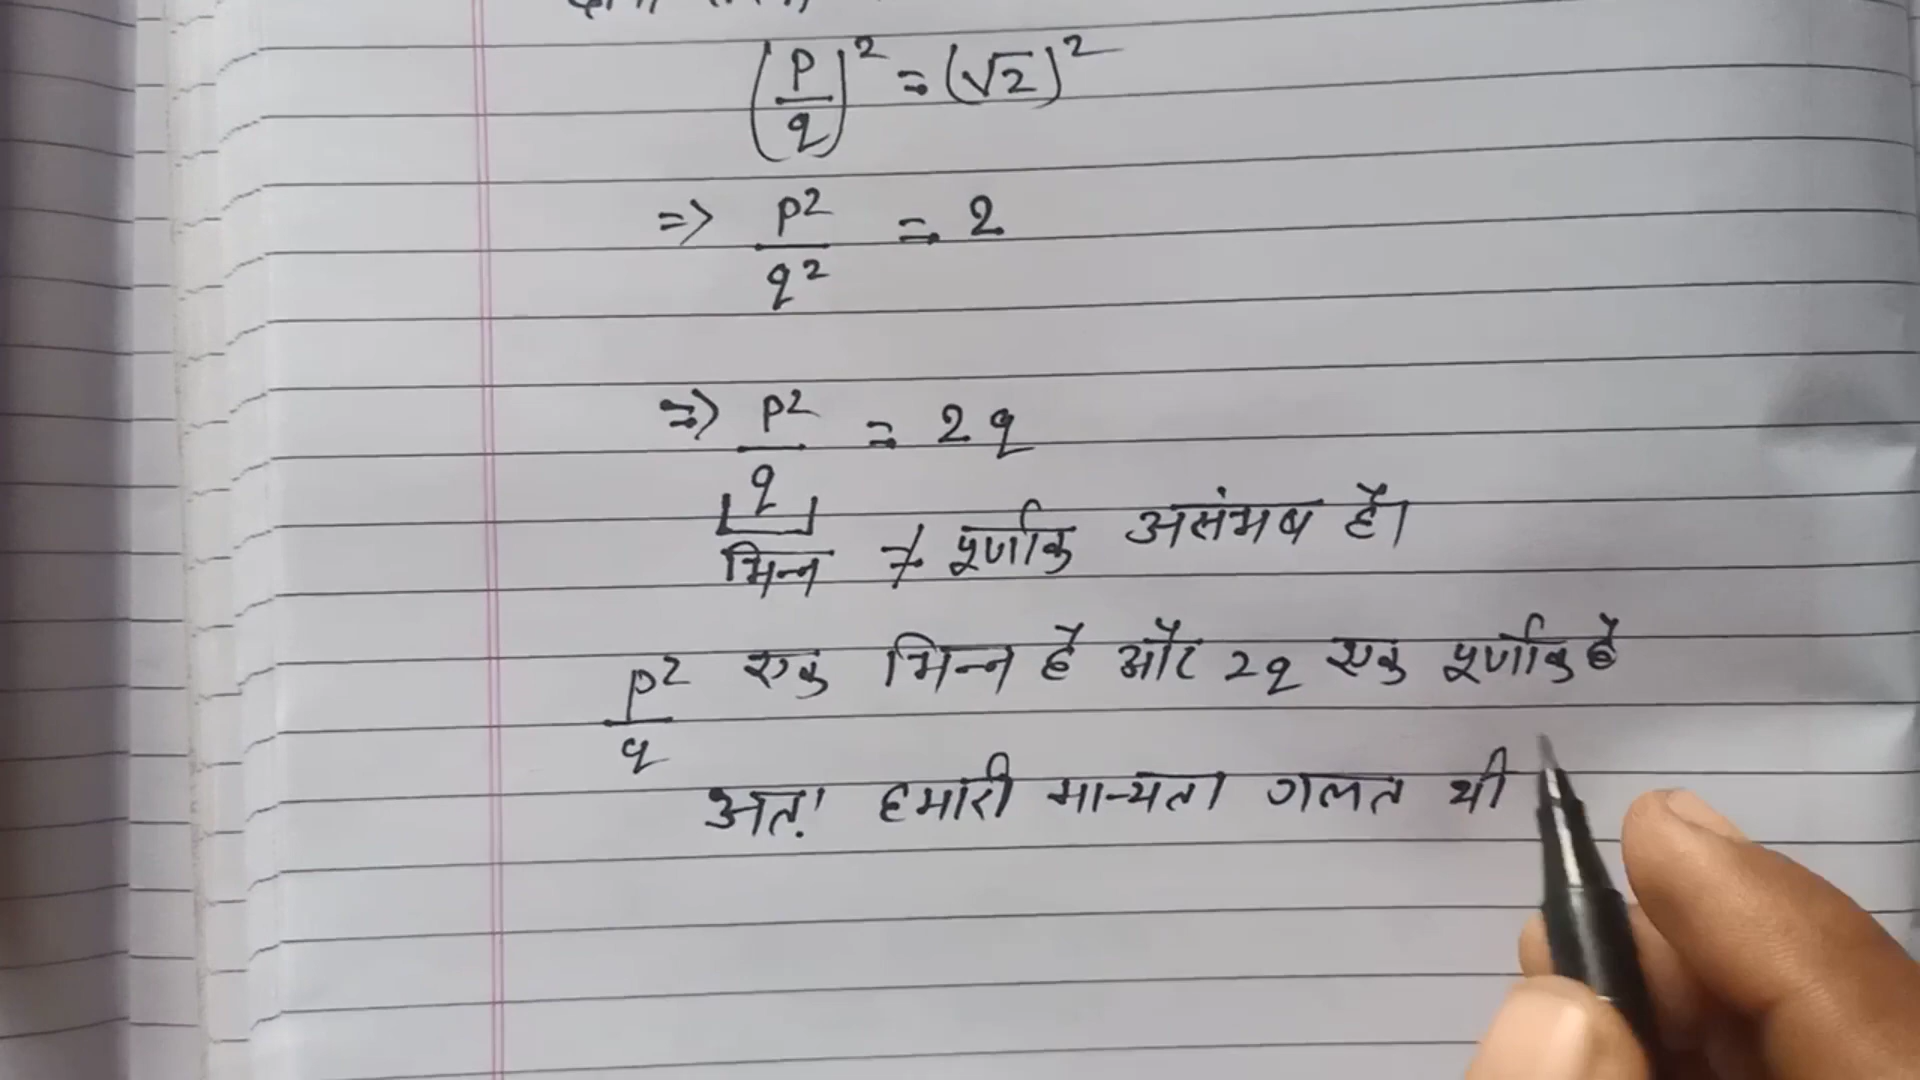 (p/q)² = (√2)²
=> p²/q² = 2
=> p²/q = 2q
भिन्न ≠ पूर्णांक असंभव है।
p²/q एक भिन्न है और 2q एक पूर्णांक है
अतः हमारी मान्यता गलत थी